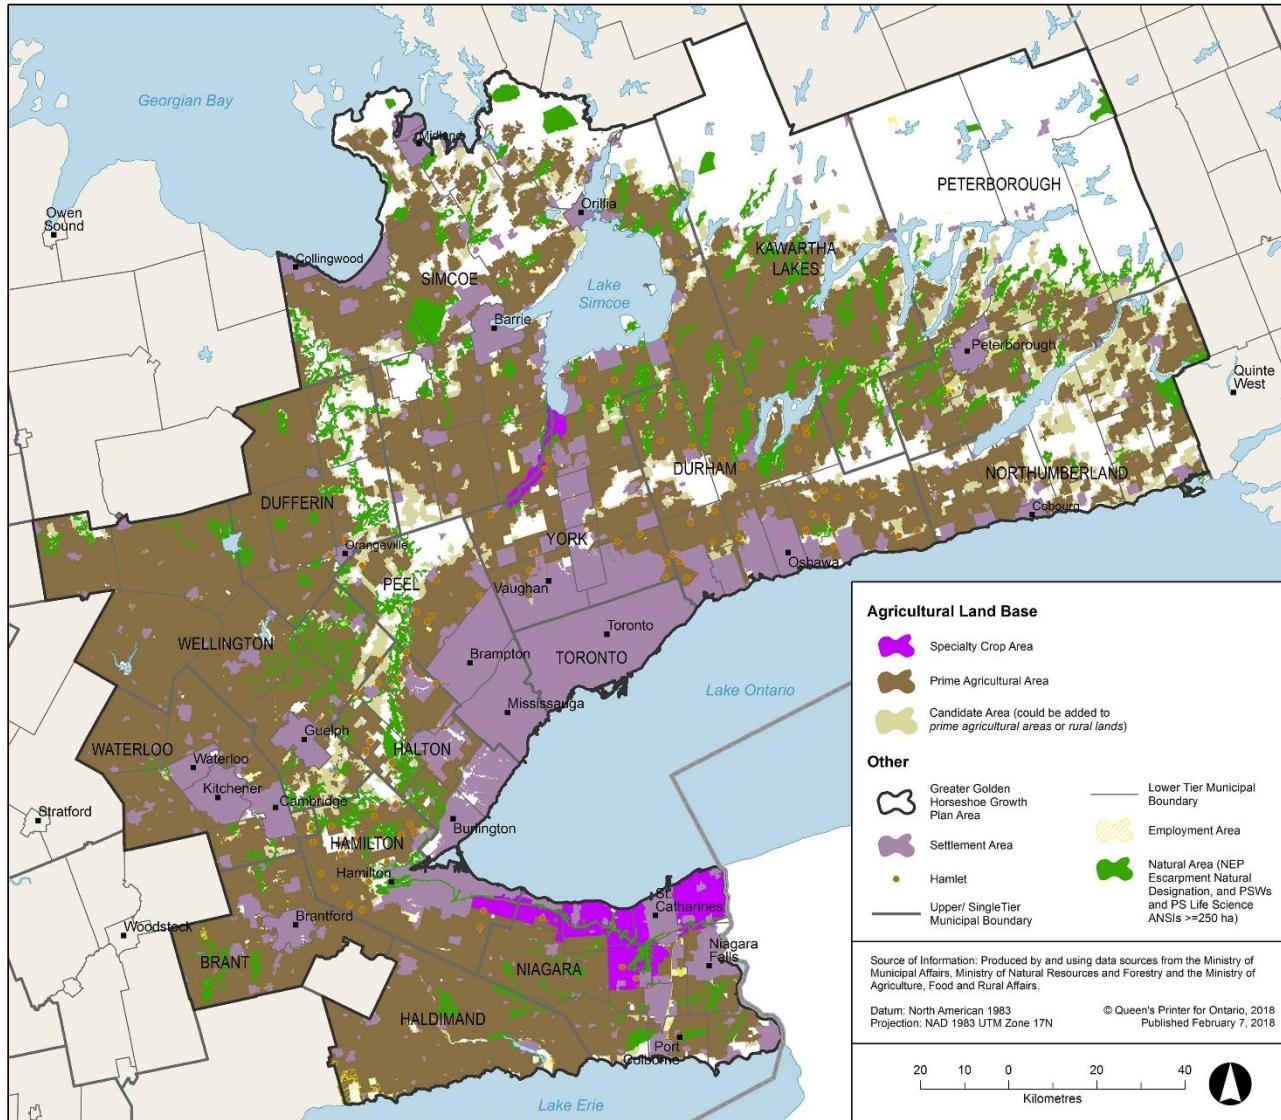 Georgian Bay
Midland
PETERBOROUGH
Owen
Sound
Orillia
Collingwood
KAWARTHA
LAKES
SIMCOE
Lake
Simcoe
Barrie
Peterborough
Quinte
West
DURHAM
NORTHUMBERLAND
DUFFERIN
Cobourg
Orangeville
YORK
Oshawa
PEEL
Vaughan
WELLINGTON
Toronto
Brampton
TORONTO
Lake Ontario
Mississauga
Guelph
HALTON
WATERLOO
Waterloo
Kitchener
Cambridge
Stratford
Burlington
HAMILTON
Hamilton
St.
Catharines
Brantford
Woodstock
Niagara
Falls
BRANT
NIAGARA
HALDIMAND
Port
Colborne
Lake Erie
Agricultural Land Base
Specialty Crop Area
Prime Agricultural Area
Candidate Area (could be added to
prime agricultural areas or rural lands)
Other
Greater Golden
Horseshoe Growth
Plan Area
Settlement Area
Hamlet
Upper/ SingleTier
Municipal Boundary
Lower Tier Municipal
Boundary
Employment Area
Natural Area (NEP
Escarpment Natural
Designation, and PSWs
and PS Life Science
ANSIs >=250 ha)
Source of Information: Produced by and using data sources from the Ministry of
Municipal Affairs, Ministry of Natural Resources and Forestry and the Ministry of
Agriculture, Food and Rural Affairs.
Datum: North American 1983
Projection: NAD 1983 UTM Zone 17N
© Queen's Printer for Ontario, 2018
Published February 7, 2018
20 10 0 20 40
Kilometres